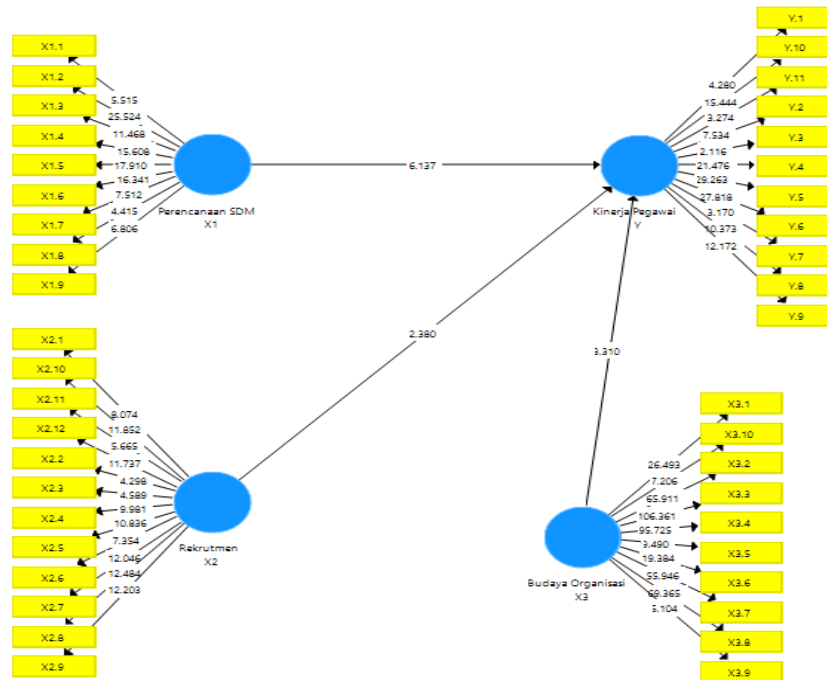 X1.1
X1.2
X1.3
X1.4
X1.5
X1.6
X1.7
X1.8
X1.9
5.515
25.524
11.468
15.608
17.910
16.341
7.512
4.415
6.806
Perencanaan SDM
X1
6.137
Y.1
Y.10
Y.11
Y.2
Y.3
Y.4
Y.5
Y.6
Y.7
Y.8
Y.9
4.280
15.444
3.274
7.534
2.116
21.476
29.263
27.818
3.170
10.373
12.172
Kinerja Pegawai
Y
2.380
3.310
X2.1
X2.10
X2.11
X2.12
X2.2
X2.3
X2.4
X2.5
X2.6
X2.7
X2.8
X2.9
11.852
5.665
11.737
4.298
4.589
9.981
10.836
7.354
12.046
12.484
12.203
Rekrutmen
X2
X3.1
X3.10
X3.2
X3.3
X3.4
X3.5
X3.6
X3.7
X3.8
X3.9
26.493
7.206
65.911
106.361
95.725
19.384
55.946
69.365
Budaya Organisasi
X3